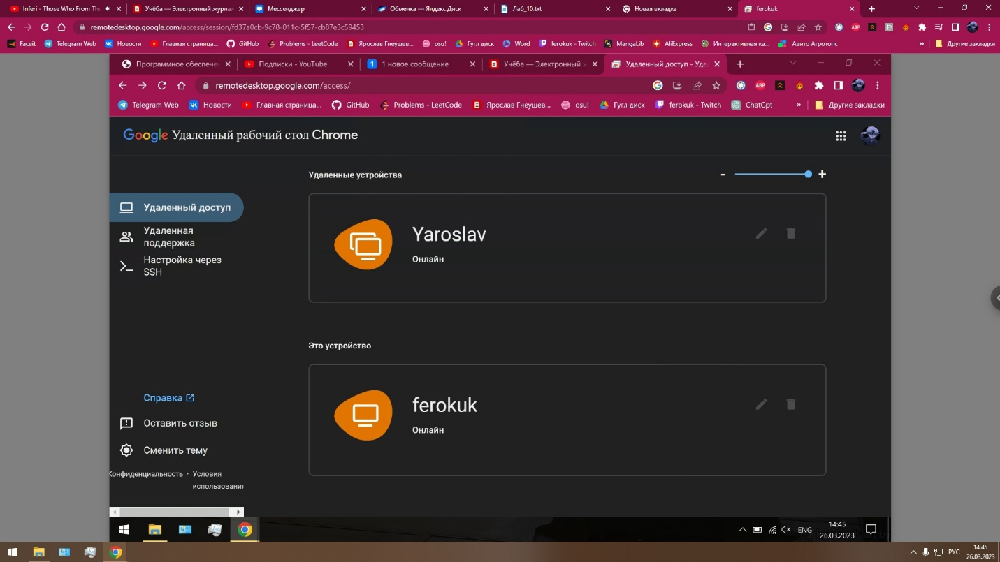 Inferi - Those Who From The
Учёба — Электронный журнал
Мессенджер
Обменка — Яндекс.Диск
Лаб_10.txt
Новая вкладка
ferokuk
remotedesktop.google.com/access/session/fd37a0cb-9c78-011c-5f57-cb87e3c59453
Faceit
Telegram Web
Новости
Главная страница...
GitHub
Problems - LeetCode
Ярослав Гнеушев...
osu!
Гугл диск
Word
ferokuk - Twitch
MangaLib
AliExpress
Интерактивная ка...
Авито Агротопс
»
Другие закладки
Программное обеспече
Подписки - YouTube
1 новое сообщение
Учёба — Электронный ж
Удаленный доступ - Уда
remotedesktop.google.com/access/
ABP
Telegram Web
Новости
Главная страница...
GitHub
Problems - LeetCode
Ярослав Гнеушев...
osu!
Гугл диск
ferokuk - Twitch
ChatGpt
»
Другие закладки
Google Удаленный рабочий стол Chrome
Удаленные устройства
- +
Удаленный доступ
Удаленная
поддержка
Настройка через
SSH
Yaroslav
Онлайн
Это устройство
ferokuk
Онлайн
Справка
Оставить отзыв
Сменить тему
Конфиденциальность · Условия
использования
ENG
14:45
26.03.2023
РУС
14:45
26.03.2023